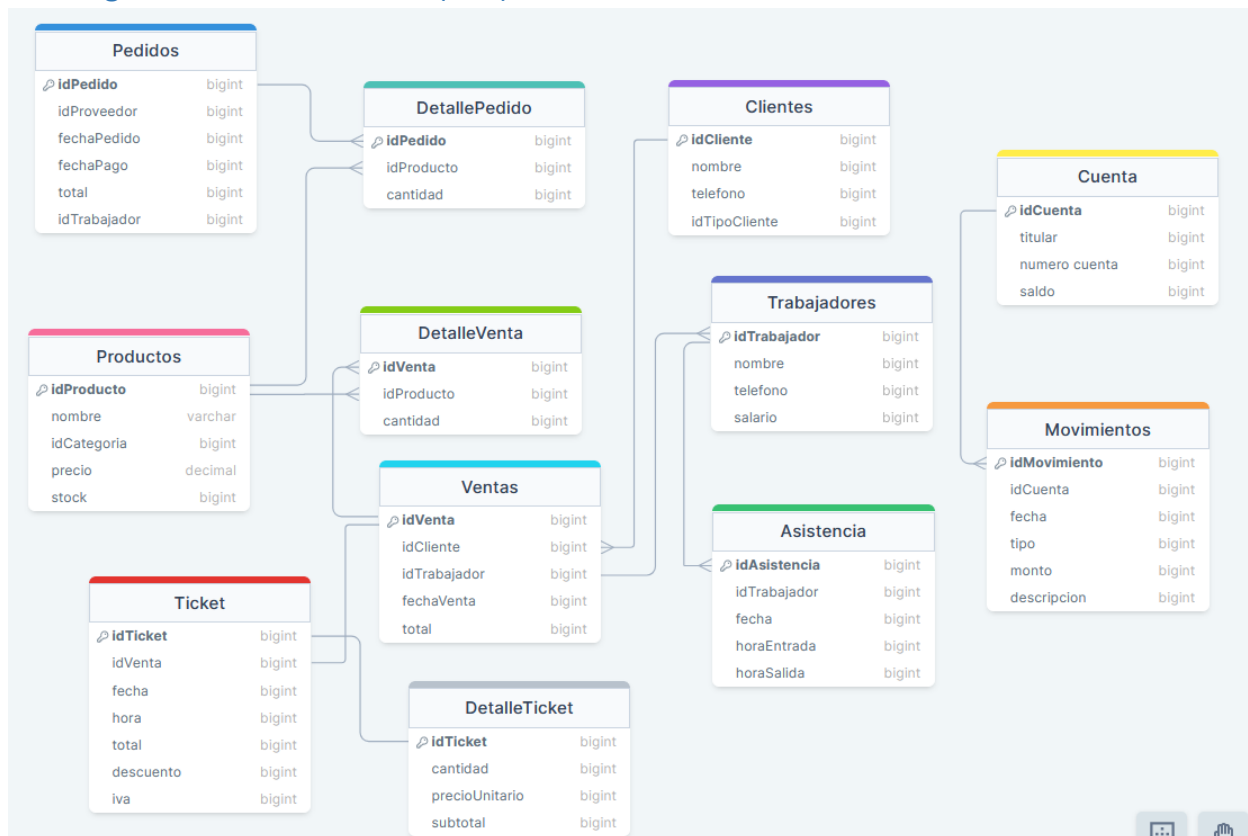 Pedidos
idPedido bigint
idProveedor bigint
fechaPedido bigint
fechaPago bigint
total bigint
idTrabajador bigint
DetallePedido
idPedido bigint
idProducto bigint
cantidad bigint
Clientes
idCliente bigint
nombre bigint
telefono bigint
idTipoCliente bigint
Cuenta
idCuenta bigint
titular bigint
numero cuenta bigint
saldo bigint
Productos
idProducto bigint
nombre varchar
idCategoria bigint
precio decimal
stock bigint
DetalleVenta
idVenta bigint
idProducto bigint
cantidad bigint
Trabajadores
idTrabajador bigint
nombre bigint
telefono bigint
salario bigint
Movimientos
idMovimiento bigint
idCuenta bigint
fecha bigint
tipo bigint
monto bigint
descripcion bigint
Ventas
idVenta bigint
idCliente bigint
idTrabajador bigint
fechaVenta bigint
total bigint
Asistencia
idAsistencia bigint
idTrabajador bigint
fecha bigint
horaEntrada bigint
horaSalida bigint
Ticket
idTicket bigint
idVenta bigint
fecha bigint
hora bigint
total bigint
descuento bigint
iva bigint
DetalleTicket
idTicket bigint
cantidad bigint
precioUnitario bigint
subtotal bigint